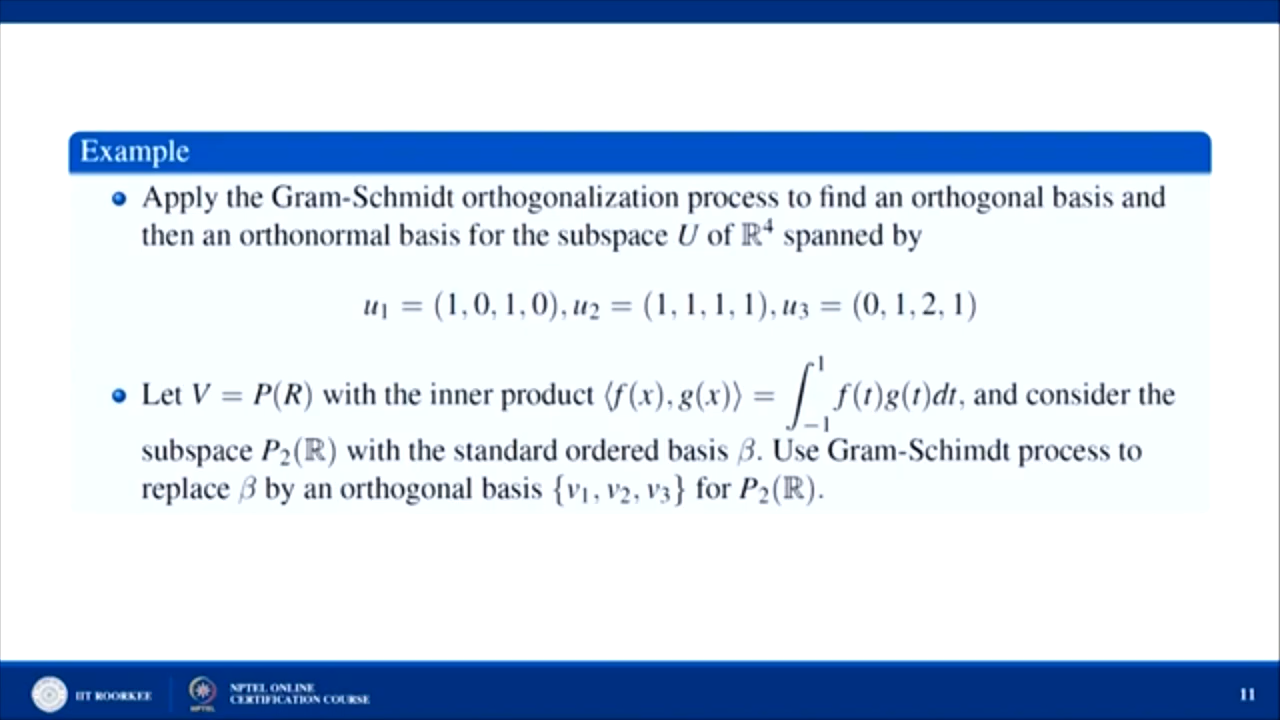 Example
Apply the Gram-Schmidt orthogonalization process to find an orthogonal basis and
then an orthonormal basis for the subspace U of ℝ⁴ spanned by
u₁ = (1, 0, 1, 0), u₂ = (1, 1, 1, 1), u₃ = (0, 1, 2, 1)
Let V = P(R) with the inner product ⟨f(x), g(x)⟩ = ∫₋₁¹ f(t)g(t)dt, and consider the
subspace P₂(ℝ) with the standard ordered basis β. Use Gram-Schimdt process to
replace β by an orthogonal basis {v₁, v₂, v₃} for P₂(ℝ).
IIT ROORKEE
NPTEL
NPTEL ONLINE
CERTIFICATION COURSE
11